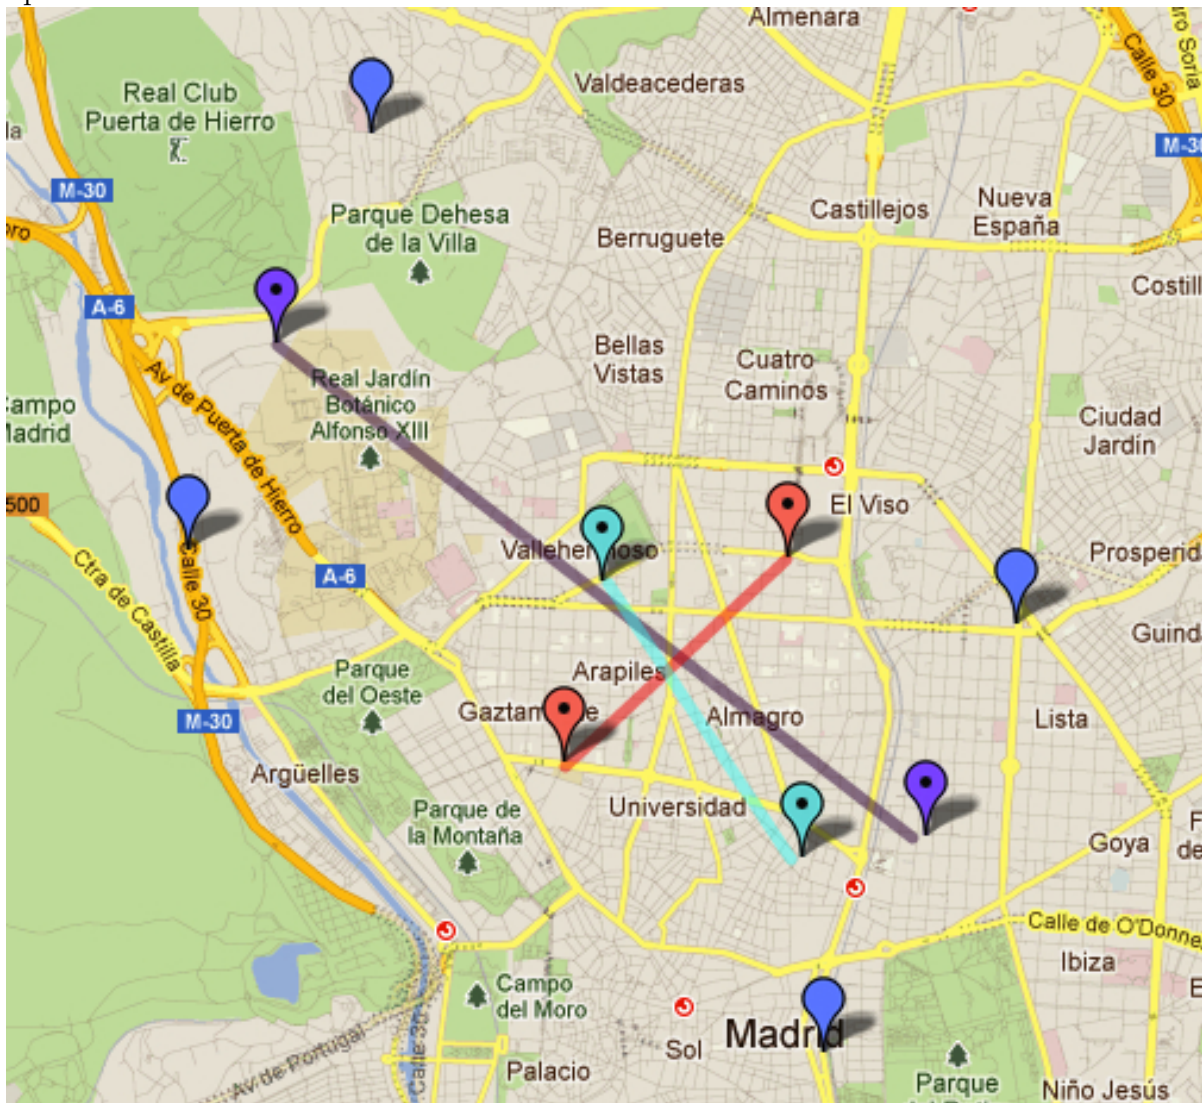 Almenara
Calle 30
Valdeacederas
Real Club
Puerta de Hierro
M-30
M-30
Parque Dehesa
de la Villa
Castillejos
Nueva
España
Berruguete
A-6
Bellas
Vistas
Cuatro
Caminos
Av de Puerta de Hierro
Real Jardín
Botánico
Alfonso XIII
Campo
Ciudad
Jardín
500
El Viso
Vallehermoso
Calle 30
A-6
Ctra de Castilla
Parque
del Oeste
Arapiles
M-30
Almagro
Lista
Argüelles
Universidad
Parque de
la Montaña
Goya
Calle de O'Donne
Ibiza
Campo
del Moro
Madrid
Sol
Palacio
Av de Portugal
Calle 30
Parque
Niño Jesús